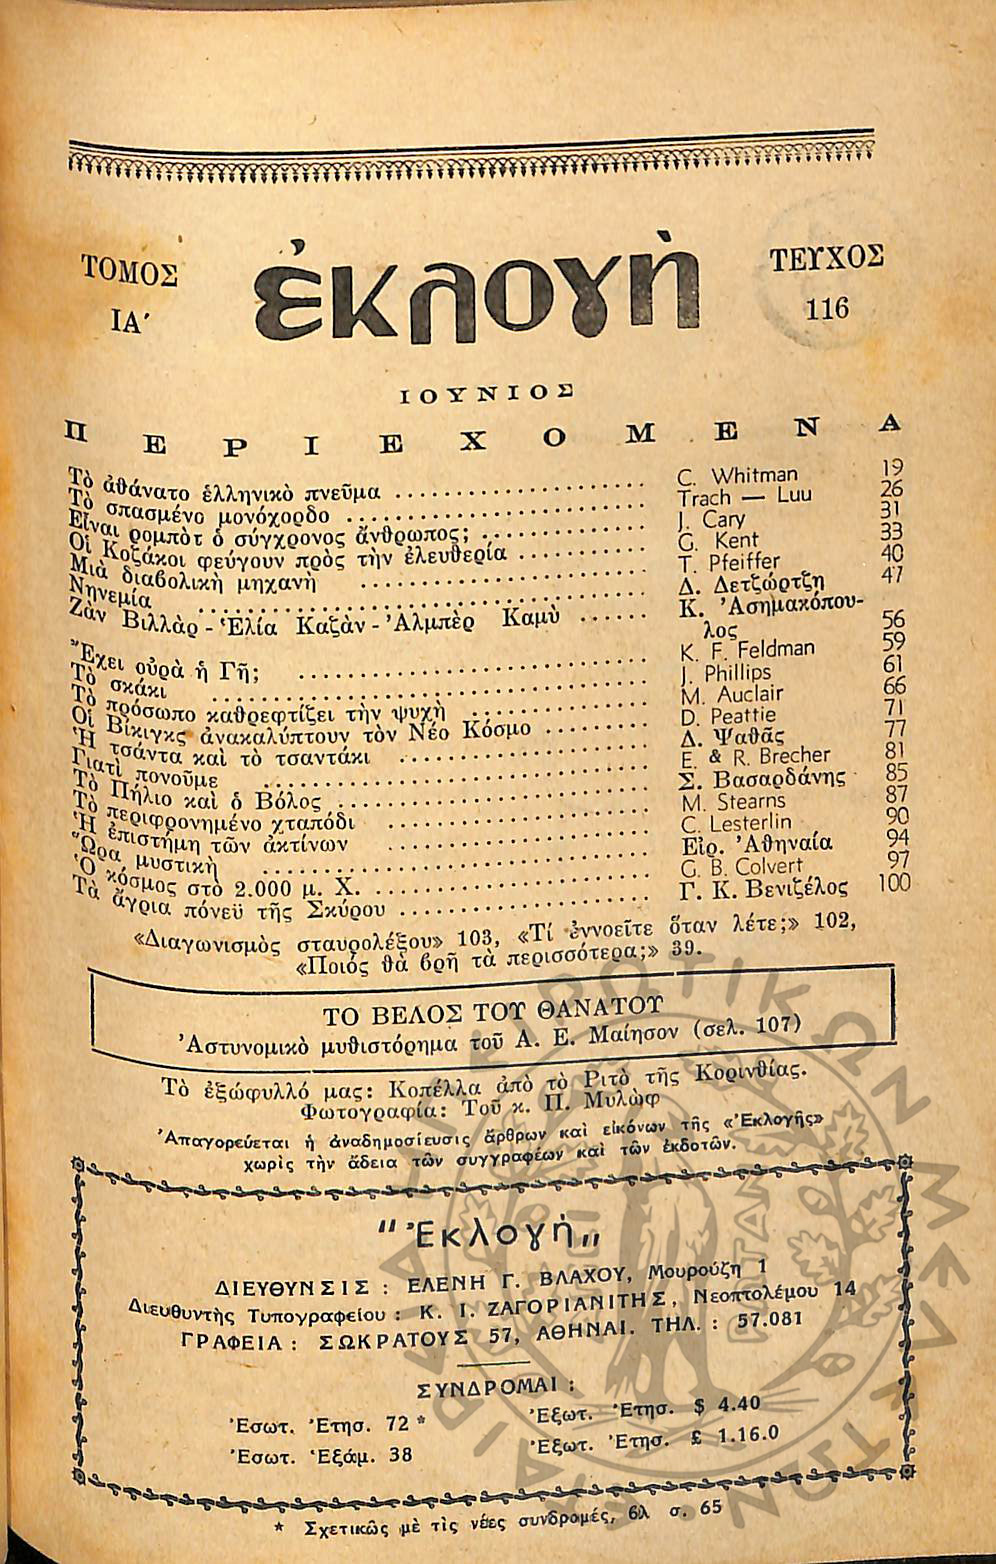 ΤΟΜΟΣ
ΙΑ΄
ἐκλογὴ
ΤΕΥΧΟΣ
116
ΙΟΥΝΙΟΣ
ΠΕΡΙΕΧΟΜΕΝΑ
Τὸ ἀθάνατο ἑλληνικὸ πνεῦμα .................... C. Whitman 19
Τὸ σπασμένο μονόχορδο .................... Trach — Luu 26
Εἶναι ρομπὸτ ὁ σύγχρονος ἄνθρωπος; .................... J. Cary 31
Οἱ Κοζάκοι φεύγουν πρὸς τὴν ἐλευθερία .................... G. Kent 33
Μιὰ διαβολικὴ μηχανὴ .................... T. Pfeiffer 40
Νηνεμία .................... Δ. Δετζώρτζη 47
Ζὰν Βιλλὰρ - Ἐλία Καζὰν - Ἀλμπὲρ Καμὺ ...... Κ. Ἀσημακόπου-
λος 56
Ἔχει οὐρὰ ἡ Γῆ; .................... K. F. Feldman 59
Τὸ σκάκι .................... J. Phillips 61
Τὸ πρόσωπο καθρεφτίζει τὴν ψυχὴ .................... M. Auclair 66
Οἱ Βίκιγκς ἀνακαλύπτουν τὸν Νέο Κόσμο ........ D. Peattie 71
Ἡ τσάντα καὶ τὸ τσαντάκι .................... Δ. Ψαθᾶς 77
Γιατὶ πονοῦμε .................... E. & R. Brecher 81
Τὸ Πήλιο καὶ ὁ Βόλος .................... Σ. Βασαρδάνης 85
Τὸ περιφρονημένο χταπόδι .................... M. Stearns 87
Ἡ ἐπιστήμη τῶν ἀκτίνων .................... C. Lesterlin 90
Ὥρα μυστικὴ .................... Εἰρ. Ἀθηναία 94
Ὁ κόσμος στὸ 2.000 μ. Χ. .................... G. B. Colvert 97
Τὰ ἄγρια πόνεϋ τῆς Σκύρου .................... Γ. Κ. Βενιζέλος 100
«Διαγωνισμὸς σταυρολέξου» 103, «Τί ἐννοεῖτε ὅταν λέτε;» 102,
«Ποιός θὰ βρῆ τὰ περισσότερα;» 39.
ΤΟ ΒΕΛΟΣ ΤΟΥ ΘΑΝΑΤΟΥ
Ἀστυνομικὸ μυθιστόρημα τοῦ Α. Ε. Μαίησον (σελ. 107)
Τὸ ἐξώφυλλό μας: Κοπέλλα ἀπὸ τὸ Ριτὸ τῆς Κορινθίας.
Φωτογραφία: Τοῦ κ. Π. Μυλὼφ
Ἀπαγορεύεται ἡ ἀναδημοσίευσις ἄρθρων καὶ εἰκόνων τῆς «Ἐκλογῆς»
χωρὶς τὴν ἄδεια τῶν συγγραφέων καὶ τῶν ἐκδοτῶν.
"Ἐκλογή"
ΔΙΕΥΘΥΝΣΙΣ : ΕΛΕΝΗ Γ. ΒΛΑΧΟΥ, Μουρούζη 1
Διευθυντὴς Τυπογραφείου : Κ. Ι. ΖΑΓΟΡΙΑΝΙΤΗΣ, Νεοπτολέμου 14
ΓΡΑΦΕΙΑ : ΣΩΚΡΑΤΟΥΣ 57, ΑΘΗΝΑΙ. ΤΗΛ. : 57.081
ΣΥΝΔΡΟΜΑΙ :
Ἐσωτ. Ἐτησ. 72 *
Ἐξωτ. Ἐτησ. $ 4.40
Ἐσωτ. Ἑξάμ. 38
Ἐξωτ. Ἐτησ. £ 1.16.0
* Σχετικῶς μὲ τὶς νέες συνδρομές, βλ σ. 65